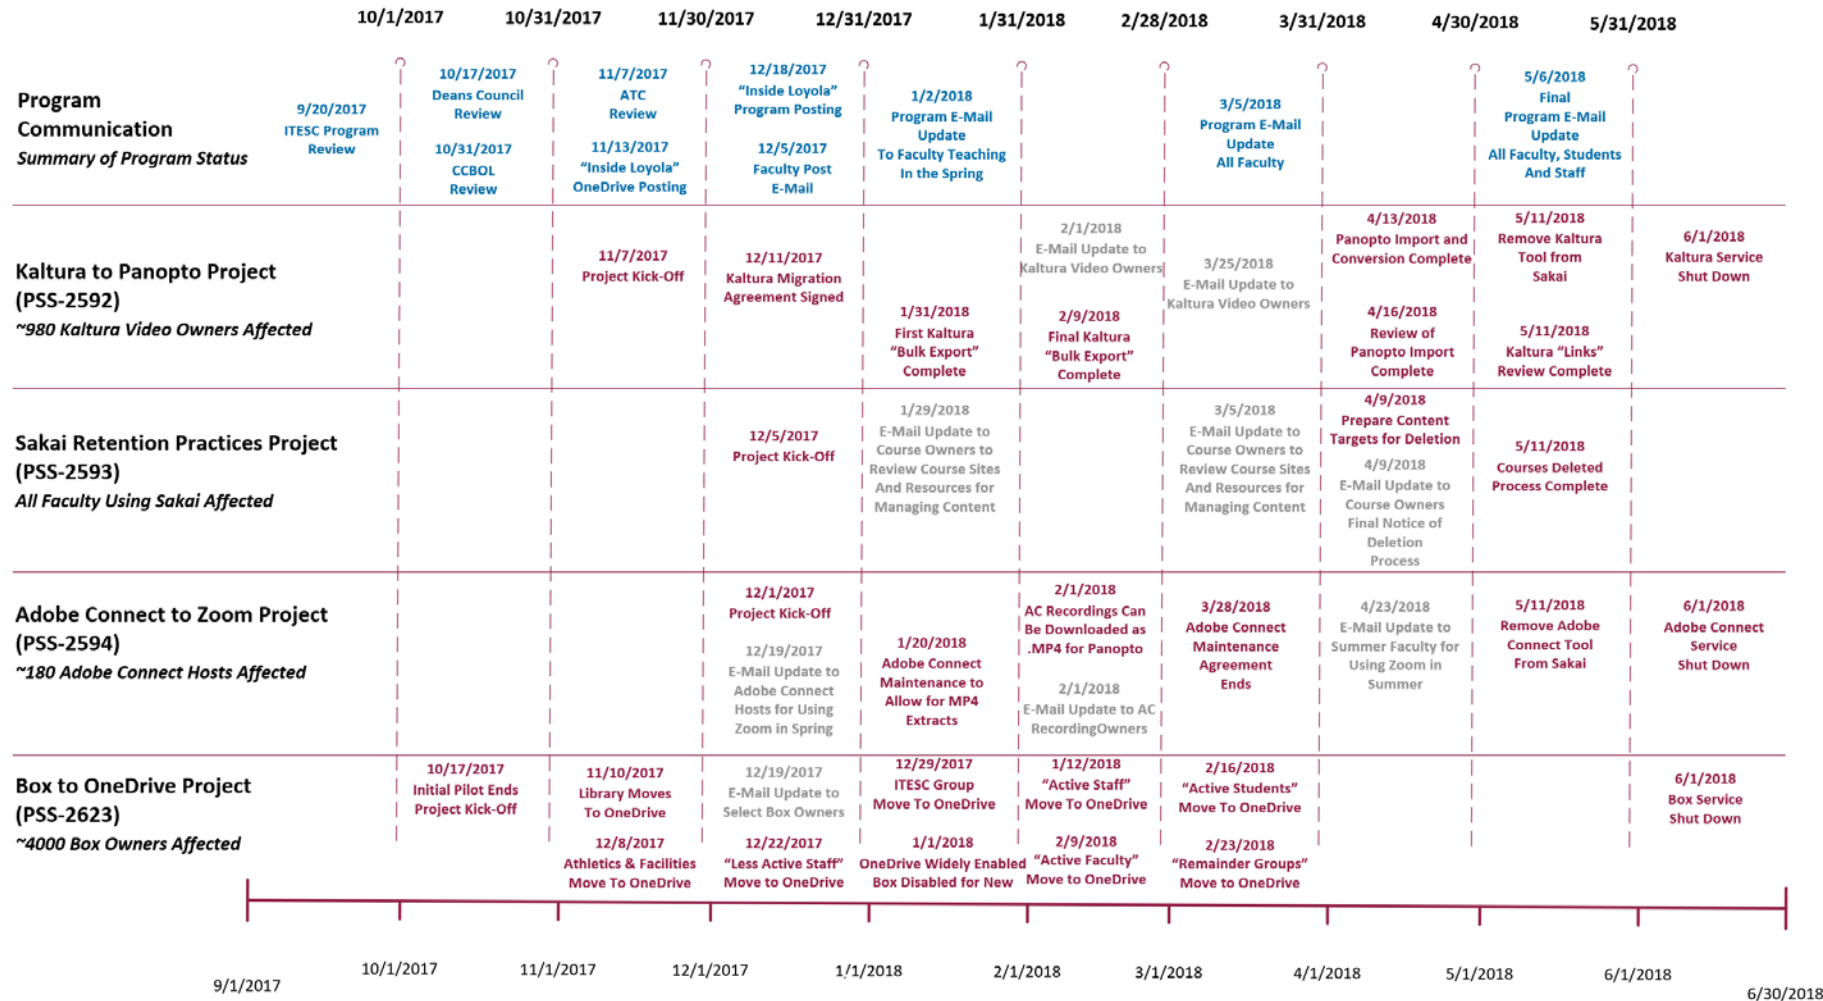 10/1/2017
10/31/2017
11/30/2017
12/31/2017
1/31/2018
2/28/2018
3/31/2018
4/30/2018
5/31/2018
Program
Communication
Summary of Program Status
9/20/2017
ITESC Program
Review
10/17/2017
Deans Council
Review
10/31/2017
CCBOL
Review
11/7/2017
ATC
Review
11/13/2017
“Inside Loyola”
OneDrive Posting
12/18/2017
“Inside Loyola”
Program Posting
12/5/2017
Faculty Post
E-Mail
1/2/2018
Program E-Mail
Update
To Faculty Teaching
In the Spring
3/5/2018
Program E-Mail
Update
All Faculty
5/6/2018
Final
Program E-Mail
Update
All Faculty, Students
And Staff
Kaltura to Panopto Project
(PSS-2592)
~980 Kaltura Video Owners Affected
11/7/2017
Project Kick-Off
12/11/2017
Kaltura Migration
Agreement Signed
1/31/2018
First Kaltura
“Bulk Export”
Complete
2/1/2018
E-Mail Update to
Kaltura Video Owners
2/9/2018
Final Kaltura
“Bulk Export”
Complete
3/25/2018
E-Mail Update to
Kaltura Video Owners
4/13/2018
Panopto Import and
Conversion Complete
4/16/2018
Review of
Panopto Import
Complete
5/11/2018
Remove Kaltura
Tool from
Sakai
5/11/2018
Kaltura “Links”
Review Complete
6/1/2018
Kaltura Service
Shut Down
Sakai Retention Practices Project
(PSS-2593)
All Faculty Using Sakai Affected
12/5/2017
Project Kick-Off
1/29/2018
E-Mail Update to
Course Owners to
Review Course Sites
And Resources for
Managing Content
3/5/2018
E-Mail Update to
Course Owners to
Review Course Sites
And Resources for
Managing Content
4/9/2018
Prepare Content
Targets for Deletion
4/9/2018
E-Mail Update to
Course Owners
Final Notice of
Deletion
Process
5/11/2018
Courses Deleted
Process Complete
Adobe Connect to Zoom Project
(PSS-2594)
~180 Adobe Connect Hosts Affected
12/1/2017
Project Kick-Off
12/19/2017
E-Mail Update to
Adobe Connect
Hosts for Using
Zoom in Spring
1/20/2018
Adobe Connect
Maintenance to
Allow for MP4
Extracts
2/1/2018
AC Recordings Can
Be Downloaded as
.MP4 for Panopto
2/1/2018
E-Mail Update to AC
RecordingOwners
3/28/2018
Adobe Connect
Maintenance
Agreement
Ends
4/23/2018
E-Mail Update to
Summer Faculty for
Using Zoom in
Summer
5/11/2018
Remove Adobe
Connect Tool
From Sakai
6/1/2018
Adobe Connect
Service
Shut Down
Box to OneDrive Project
(PSS-2623)
~4000 Box Owners Affected
10/17/2017
Initial Pilot Ends
Project Kick-Off
11/10/2017
Library Moves
To OneDrive
12/8/2017
Athletics & Facilities
Move To OneDrive
12/19/2017
E-Mail Update to
Select Box Owners
12/22/2017
“Less Active Staff”
Move to OneDrive
12/29/2017
ITESC Group
Move To OneDrive
1/1/2018
OneDrive Widely Enabled
Box Disabled for New
1/12/2018
“Active Staff”
Move To OneDrive
2/9/2018
“Active Faculty”
Move to OneDrive
2/16/2018
“Active Students”
Move To OneDrive
2/23/2018
“Remainder Groups”
Move to OneDrive
6/1/2018
Box Service
Shut Down
9/1/2017
10/1/2017
11/1/2017
12/1/2017
1/1/2018
2/1/2018
3/1/2018
4/1/2018
5/1/2018
6/1/2018
6/30/2018